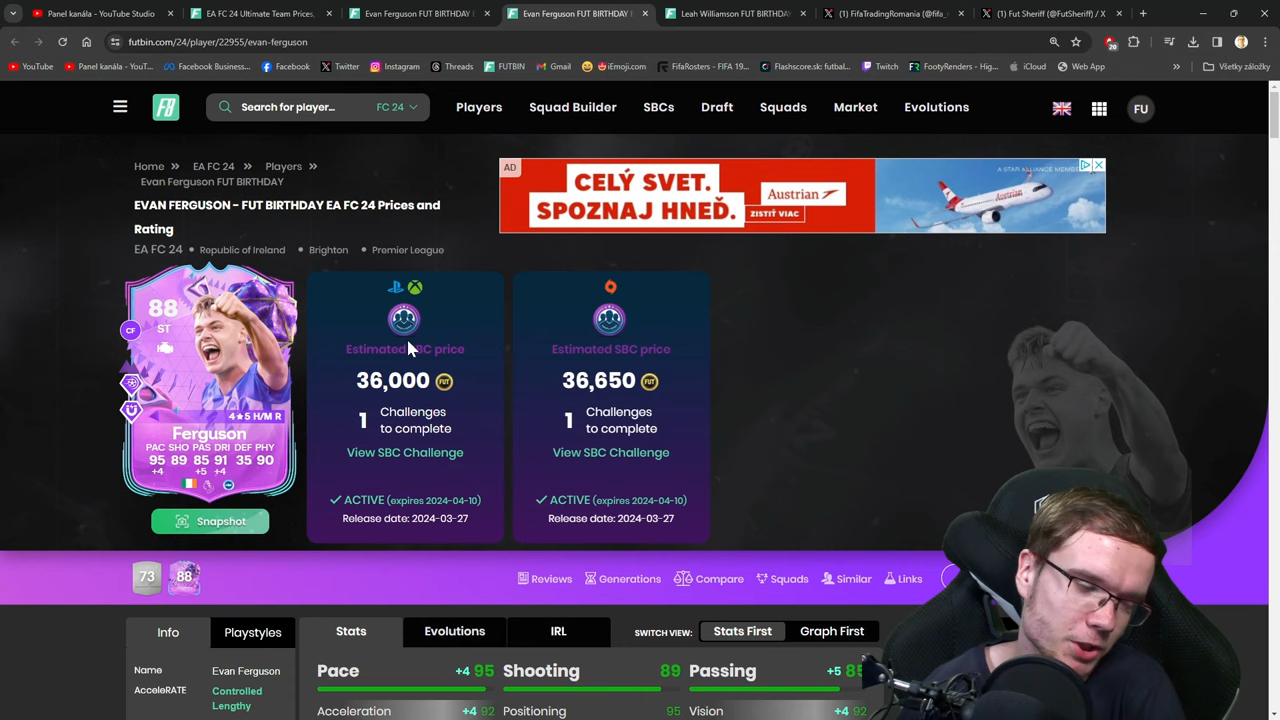 Panel kanála - YouTube Studio
EA FC 24 Ultimate Team Prices,
Evan Ferguson FUT BIRTHDAY
Evan Ferguson FUT BIRTHDAY E
Leah Williamson FUT BIRTHDAY
(1) FifaTradingRomania (@fifa_
(1) Fut Sheriff (@FutSheriff) / X
futbin.com/24/player/22955/evan-ferguson
20
YouTube
Panel kanála - YouT...
Facebook Business...
Facebook
Twitter
Instagram
Threads
FUTBIN
Gmail
iEmoji.com
FifaRosters - FIFA 19...
Flashscore.sk: futbal...
Twitch
FootyRenders - Hig...
iCloud
Web App
Všetky záložky
Search for player... FC 24
Players
Squad Builder
SBCs
Draft
Squads
Market
Evolutions
FU
Home >> EA FC 24 >> Players >>
Evan Ferguson FUT BIRTHDAY
EVAN FERGUSON - FUT BIRTHDAY EA FC 24 Prices and
Rating
EA FC 24 • Republic of Ireland • Brighton • Premier League
AD
CELÝ SVET.
SPOZNAJ HNEĎ.
Austrian
ZISTIŤ VIAC
A STAR ALLIANCE MEMBER
88
ST
CF
4★5 H/M R
Ferguson
PAC SHO PAS DRI DEF PHY
95 89 85 91 35 90
+4 +5 +4
Snapshot
Estimated SBC price
36,000 FUT
1 Challenges
to complete
View SBC Challenge
ACTIVE (expires 2024-04-10)
Release date: 2024-03-27
Estimated SBC price
36,650 FUT
1 Challenges
to complete
View SBC Challenge
ACTIVE (expires 2024-04-10)
Release date: 2024-03-27
73
88
Reviews
Generations
Compare
Squads
Similar
Links
Info
Playstyles
Stats
Evolutions
IRL
SWITCH VIEW:
Stats First
Graph First
Name Evan Ferguson
AcceleRATE Controlled
Lengthy
Pace +4 95
Shooting 89
Passing +5 85
Acceleration +4 92
Positioning 95
Vision +4 92